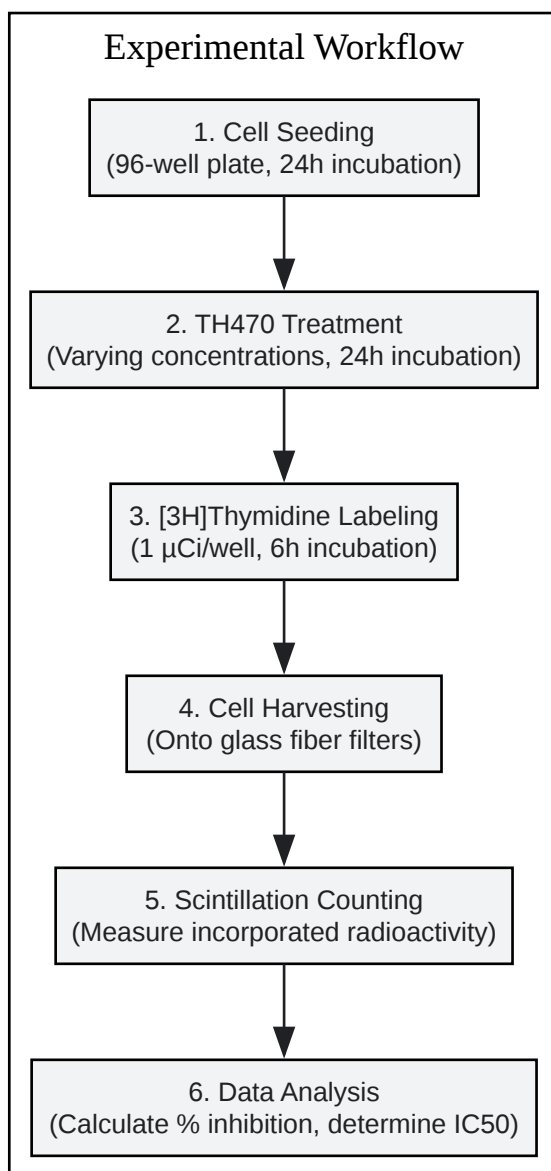 Experimental Workflow
1. Cell Seeding
(96-well plate, 24h incubation)
2. TH470 Treatment
(Varying concentrations, 24h incubation)
3. [3H]Thymidine Labeling
(1 µCi/well, 6h incubation)
4. Cell Harvesting
(Onto glass fiber filters)
5. Scintillation Counting
(Measure incorporated radioactivity)
6. Data Analysis
(Calculate % inhibition, determine IC50)